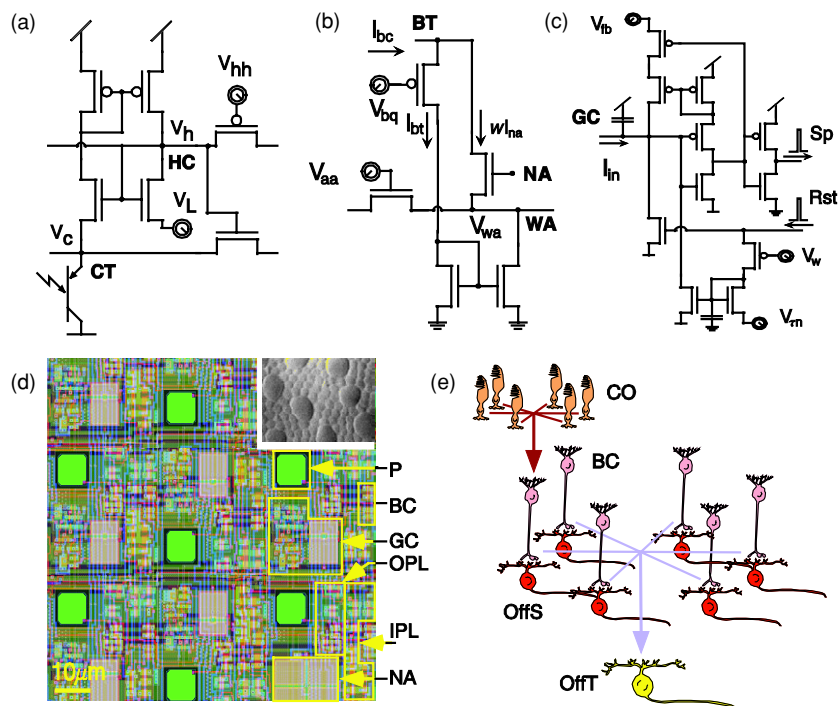 (a)
V_hh
V_h
HC
V_L
V_c
CT
(b)
BT
I_bc
V_bq
I_bt
wI_na
NA
V_aa
V_wa
WA
(c)
V_fb
GC
I_in
Sp
Rst
V_w
V_τn
(d)
P
BC
GC
OPL
IPL
NA
10μm
(e)
CO
BC
OffS
OffT